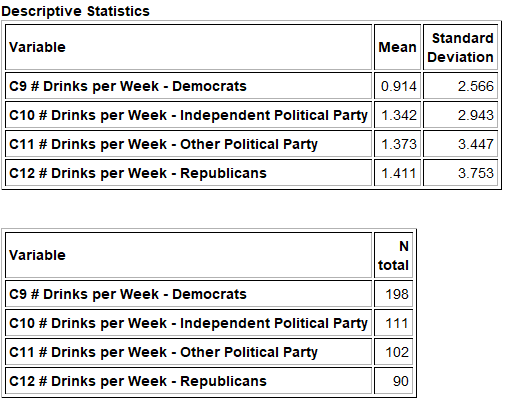 Descriptive Statistics
Variable Mean Standard Deviation
C9 # Drinks per Week - Democrats 0.914 2.566
C10 # Drinks per Week - Independent Political Party 1.342 2.943
C11 # Drinks per Week - Other Political Party 1.373 3.447
C12 # Drinks per Week - Republicans 1.411 3.753
Variable N total
C9 # Drinks per Week - Democrats 198
C10 # Drinks per Week - Independent Political Party 111
C11 # Drinks per Week - Other Political Party 102
C12 # Drinks per Week - Republicans 90